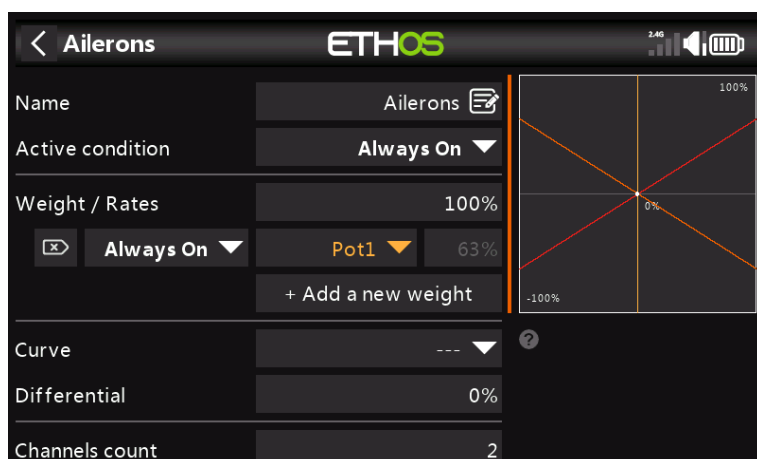 Ailerons ETHOS 2.4G
Name Ailerons
100%
Active condition Always On
Weight / Rates 100%
0%
Always On Pot1 63%
+ Add a new weight
-100%
Curve ---
?
Differential 0%
Channels count 2